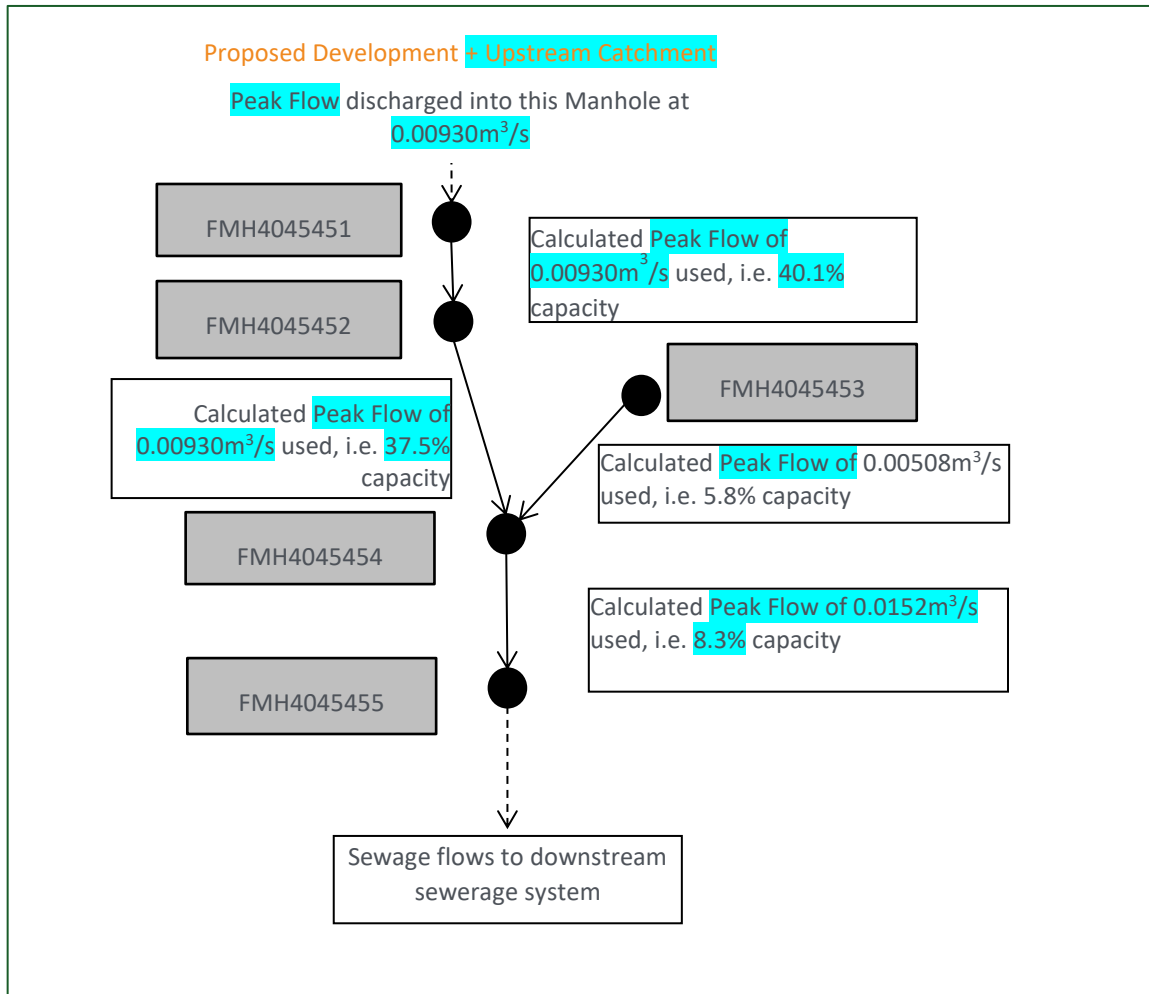 Proposed Development + Upstream Catchment
Peak Flow discharged into this Manhole at
0.00930m³/s
FMH4045451
Calculated Peak Flow of
0.00930m³/s used, i.e. 40.1%
capacity
FMH4045452
FMH4045453
Calculated Peak Flow of
0.00930m³/s used, i.e. 37.5%
capacity
Calculated Peak Flow of 0.00508m³/s
used, i.e. 5.8% capacity
FMH4045454
Calculated Peak Flow of 0.0152m³/s
used, i.e. 8.3% capacity
FMH4045455
Sewage flows to downstream
sewerage system